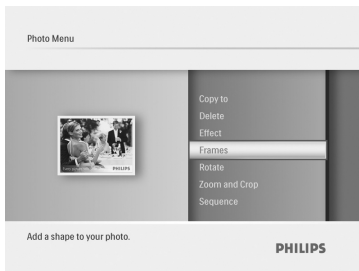 Photo Menu
Copy to
Delete
Effect
Frames
Rotate
Zoom and Crop
Sequence
PHILIPS
Add a shape to your photo.
PHILIPS